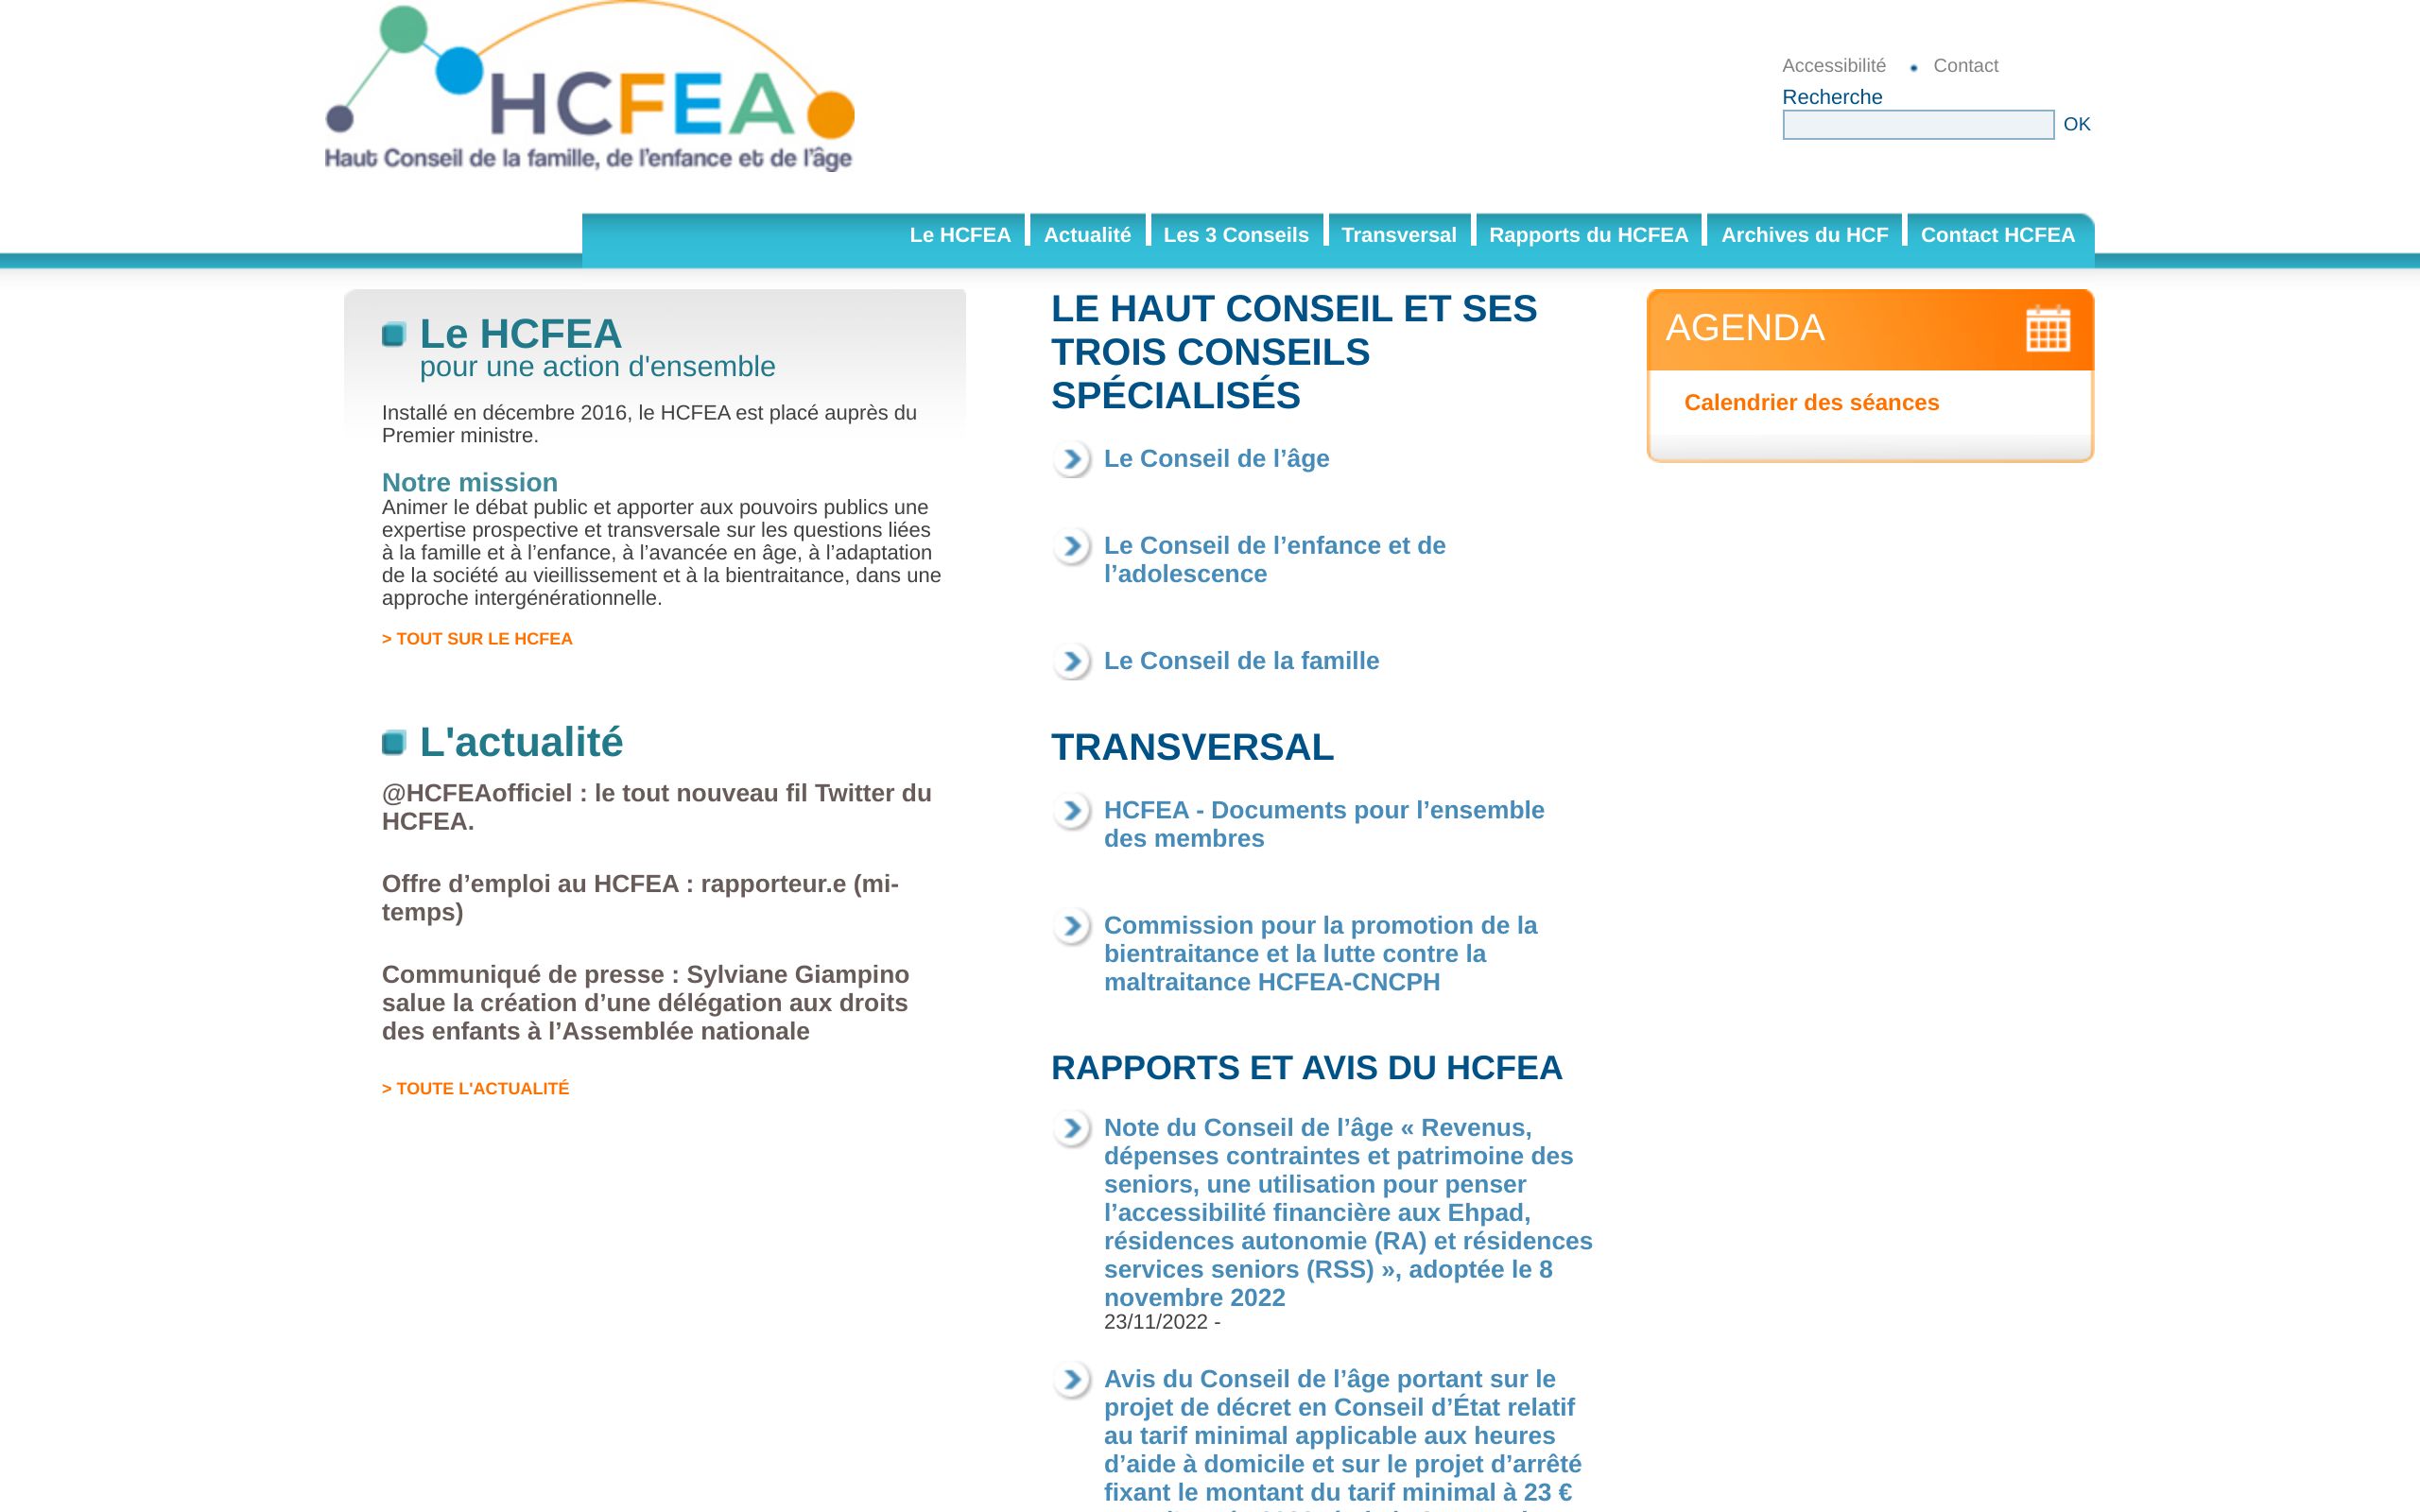 HCFEA
Haut Conseil de la famille, de l'enfance et de l'âge
Accessibilité
Contact
Recherche
OK
Le HCFEA
Actualité
Les 3 Conseils
Transversal
Rapports du HCFEA
Archives du HCF
Contact HCFEA
Le HCFEA
pour une action d'ensemble
Installé en décembre 2016, le HCFEA est placé auprès du
Premier ministre.
Notre mission
Animer le débat public et apporter aux pouvoirs publics une
expertise prospective et transversale sur les questions liées
à la famille et à l’enfance, à l’avancée en âge, à l’adaptation
de la société au vieillissement et à la bientraitance, dans une
approche intergénérationnelle.
> TOUT SUR LE HCFEA
L'actualité
@HCFEAofficiel : le tout nouveau fil Twitter du
HCFEA.
Offre d’emploi au HCFEA : rapporteur.e (mi-
temps)
Communiqué de presse : Sylviane Giampino
salue la création d’une délégation aux droits
des enfants à l’Assemblée nationale
> TOUTE L'ACTUALITÉ
LE HAUT CONSEIL ET SES
TROIS CONSEILS
SPÉCIALISÉS
Le Conseil de l’âge
Le Conseil de l’enfance et de
l’adolescence
Le Conseil de la famille
TRANSVERSAL
HCFEA - Documents pour l’ensemble
des membres
Commission pour la promotion de la
bientraitance et la lutte contre la
maltraitance HCFEA-CNCPH
RAPPORTS ET AVIS DU HCFEA
Note du Conseil de l’âge « Revenus,
dépenses contraintes et patrimoine des
seniors, une utilisation pour penser
l’accessibilité financière aux Ehpad,
résidences autonomie (RA) et résidences
services seniors (RSS) », adoptée le 8
novembre 2022
23/11/2022 -
Avis du Conseil de l’âge portant sur le
projet de décret en Conseil d’État relatif
au tarif minimal applicable aux heures
d’aide à domicile et sur le projet d’arrêté
fixant le montant du tarif minimal à 23 €
AGENDA
Calendrier des séances